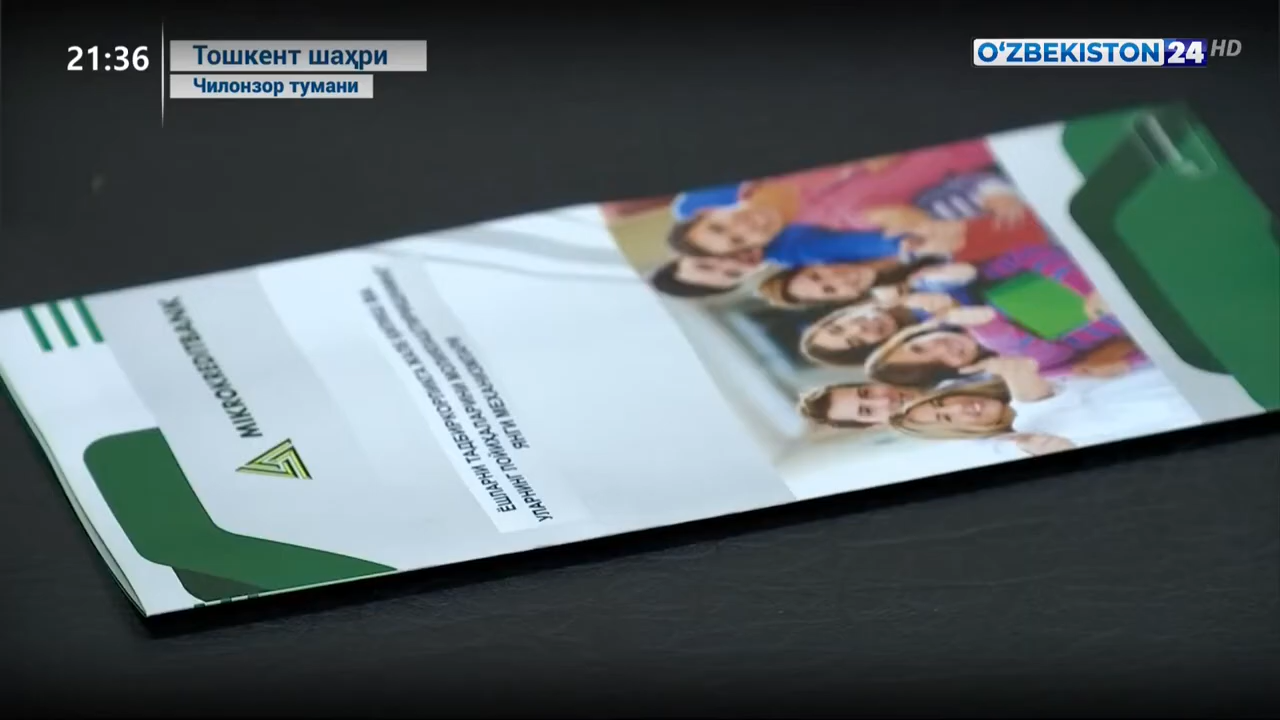 21:36
Тошкент шаҳри
Чилонзор тумани
O‘ZBEKISTON 24 HD
MIKROKREDITBANK
ЁШЛАРНИ ТАДБИРКОРЛИККА КЕНГ ЖАЛБ ВА
УЛАРНИНГ ЛОЙИҲАЛАРИНИ МОЛИЯЛАШТИРИШНИНГ
ЯНГИ МЕХАНИЗМЛАРИ